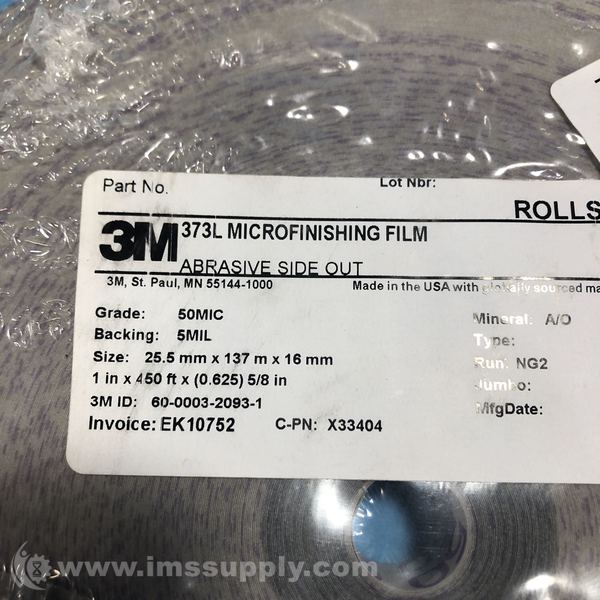 Part No.
Lot Nbr:
ROLLS
3M 373L MICROFINISHING FILM
ABRASIVE SIDE OUT
3M, St. Paul, MN 55144-1000
Made in the USA with globally sourced ma
Grade: 50MIC
Mineral: A/O
Backing: 5MIL
Type:
Size: 25.5 mm x 137 m x 16 mm
Run: NG2
1 in x 450 ft x (0.625) 5/8 in
Jumbo:
3M ID: 60-0003-2093-1
MfgDate:
Invoice: EK10752
C-PN: X33404
www.imssupply.com/